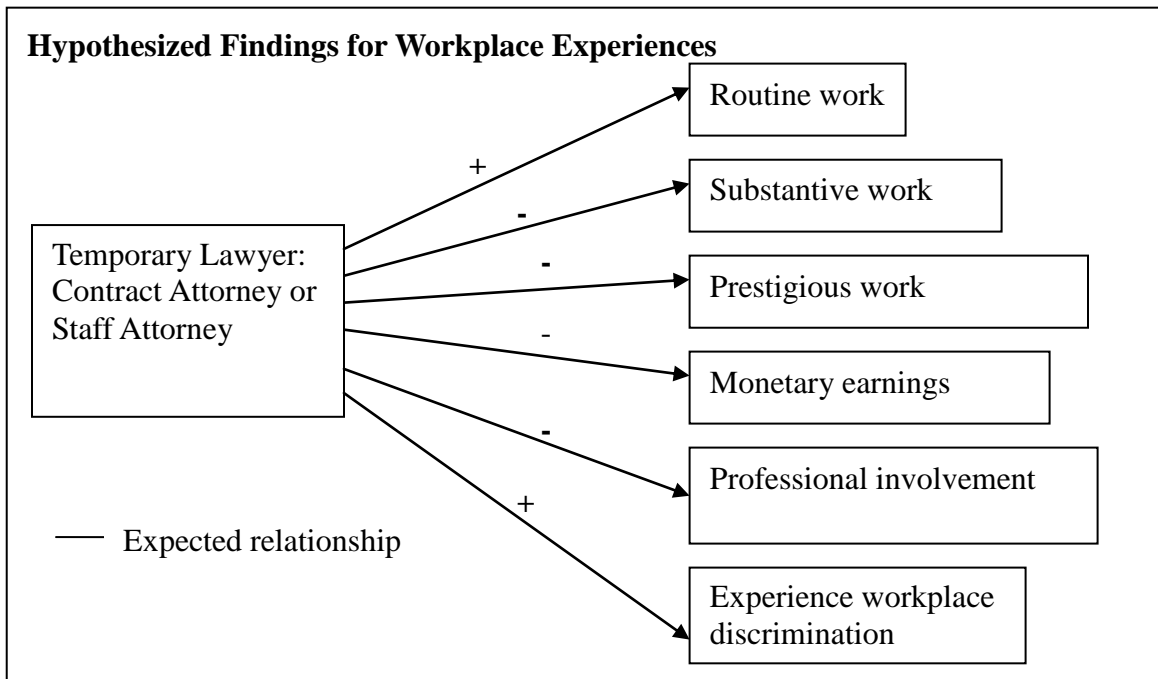 Hypothesized Findings for Workplace Experiences
Routine work
+
Substantive work
-
Temporary Lawyer:
Contract Attorney or
Staff Attorney
-
Prestigious work
-
Monetary earnings
-
Professional involvement
+
Expected relationship
Experience workplace
discrimination